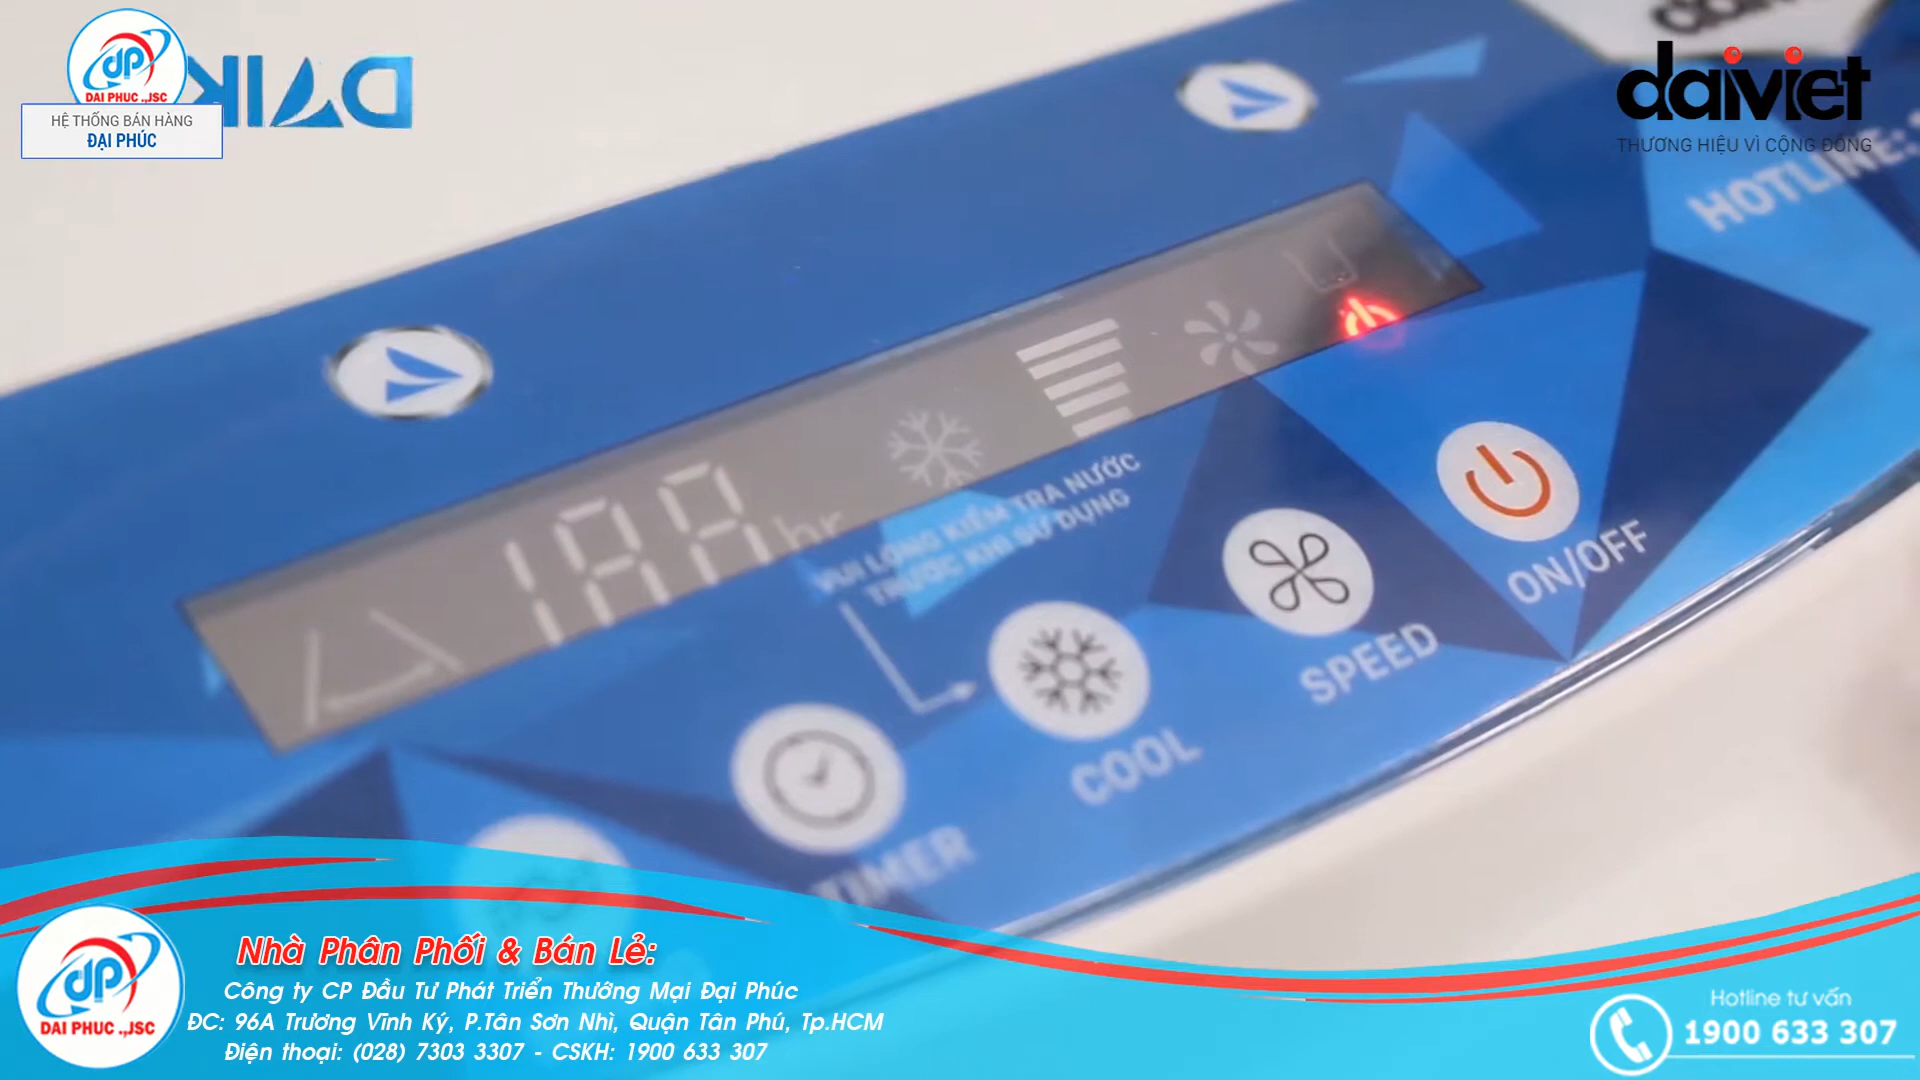 DAI PHUC .,JSC
HỆ THỐNG BÁN HÀNG
ĐẠI PHÚC
daiviet
THƯƠNG HIỆU VÌ CỘNG ĐỒNG
HOTLINE:
188 hr
VUI LÒNG KIỂM TRA NƯỚC
TRƯỚC KHI SỬ DỤNG
ON/OFF
SPEED
COOL
TIMER
Nhà Phân Phối & Bán Lẻ:
Công ty CP Đầu Tư Phát Triển Thướng Mại Đại Phúc
ĐC: 96A Trương Vĩnh Ký, P.Tân Sơn Nhì, Quận Tân Phú, Tp.HCM
Điện thoại: (028) 7303 3307 - CSKH: 1900 633 307
DAI PHUC .,JSC
Hotline tư vấn
1900 633 307